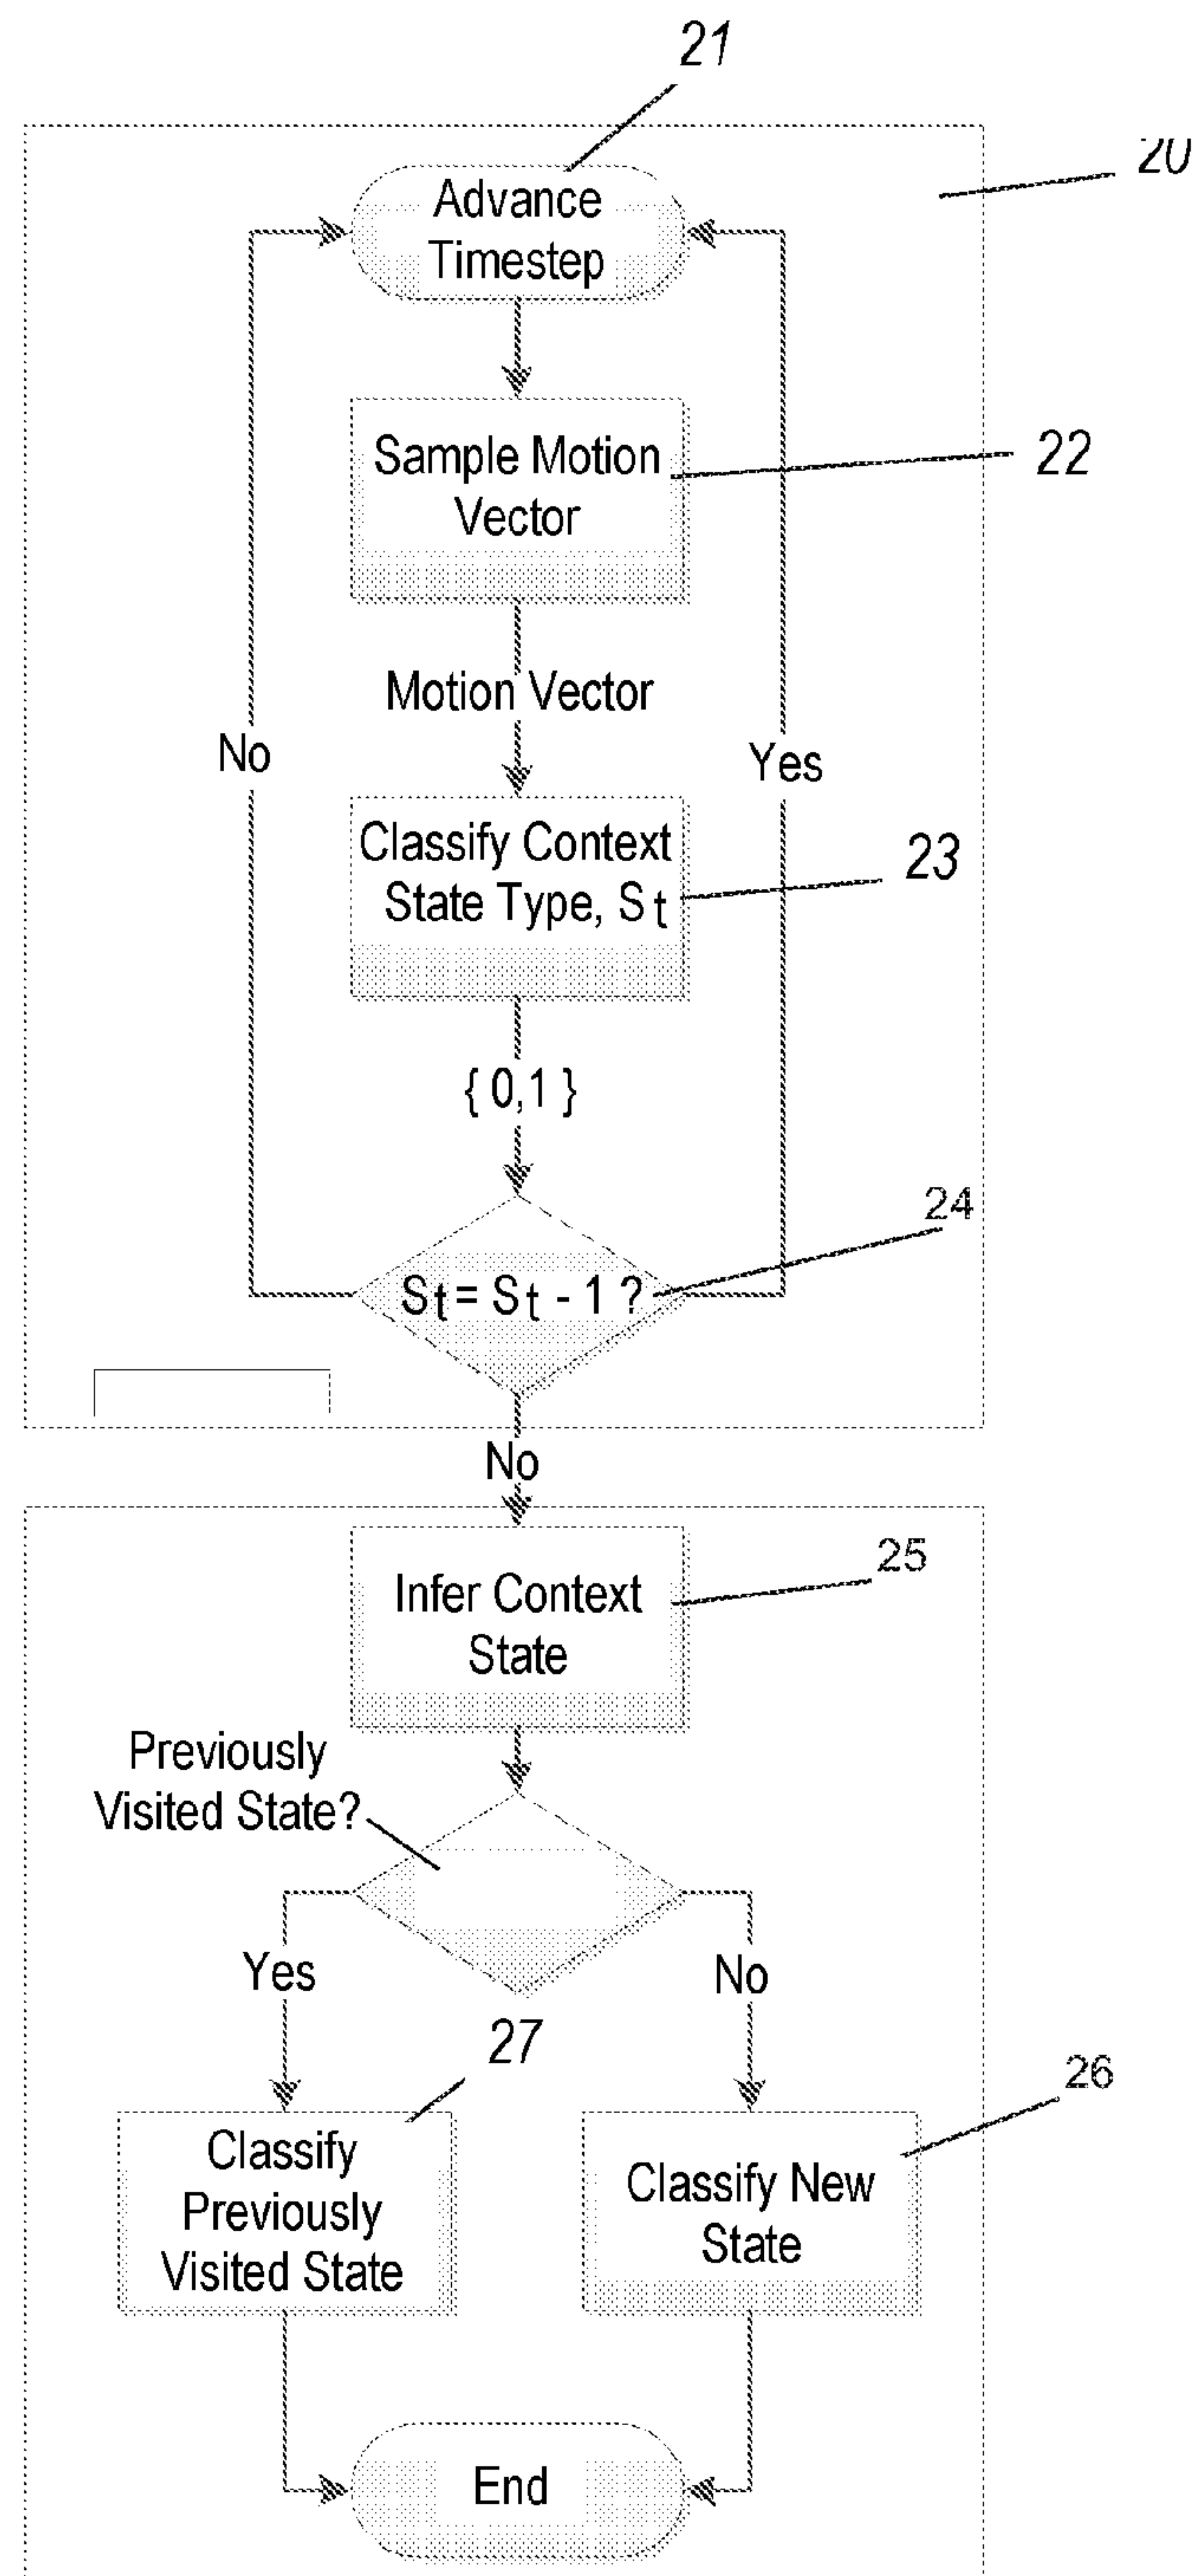 21
20
Advance
Timestep
Sample Motion
Vector
22
Motion Vector
No
Yes
Classify Context
State Type, St
23
{ 0,1 }
24
St = St - 1 ?
No
25
Infer Context
State
Previously
Visited State?
Yes
No
27
26
Classify
Previously
Visited State
Classify New
State
End